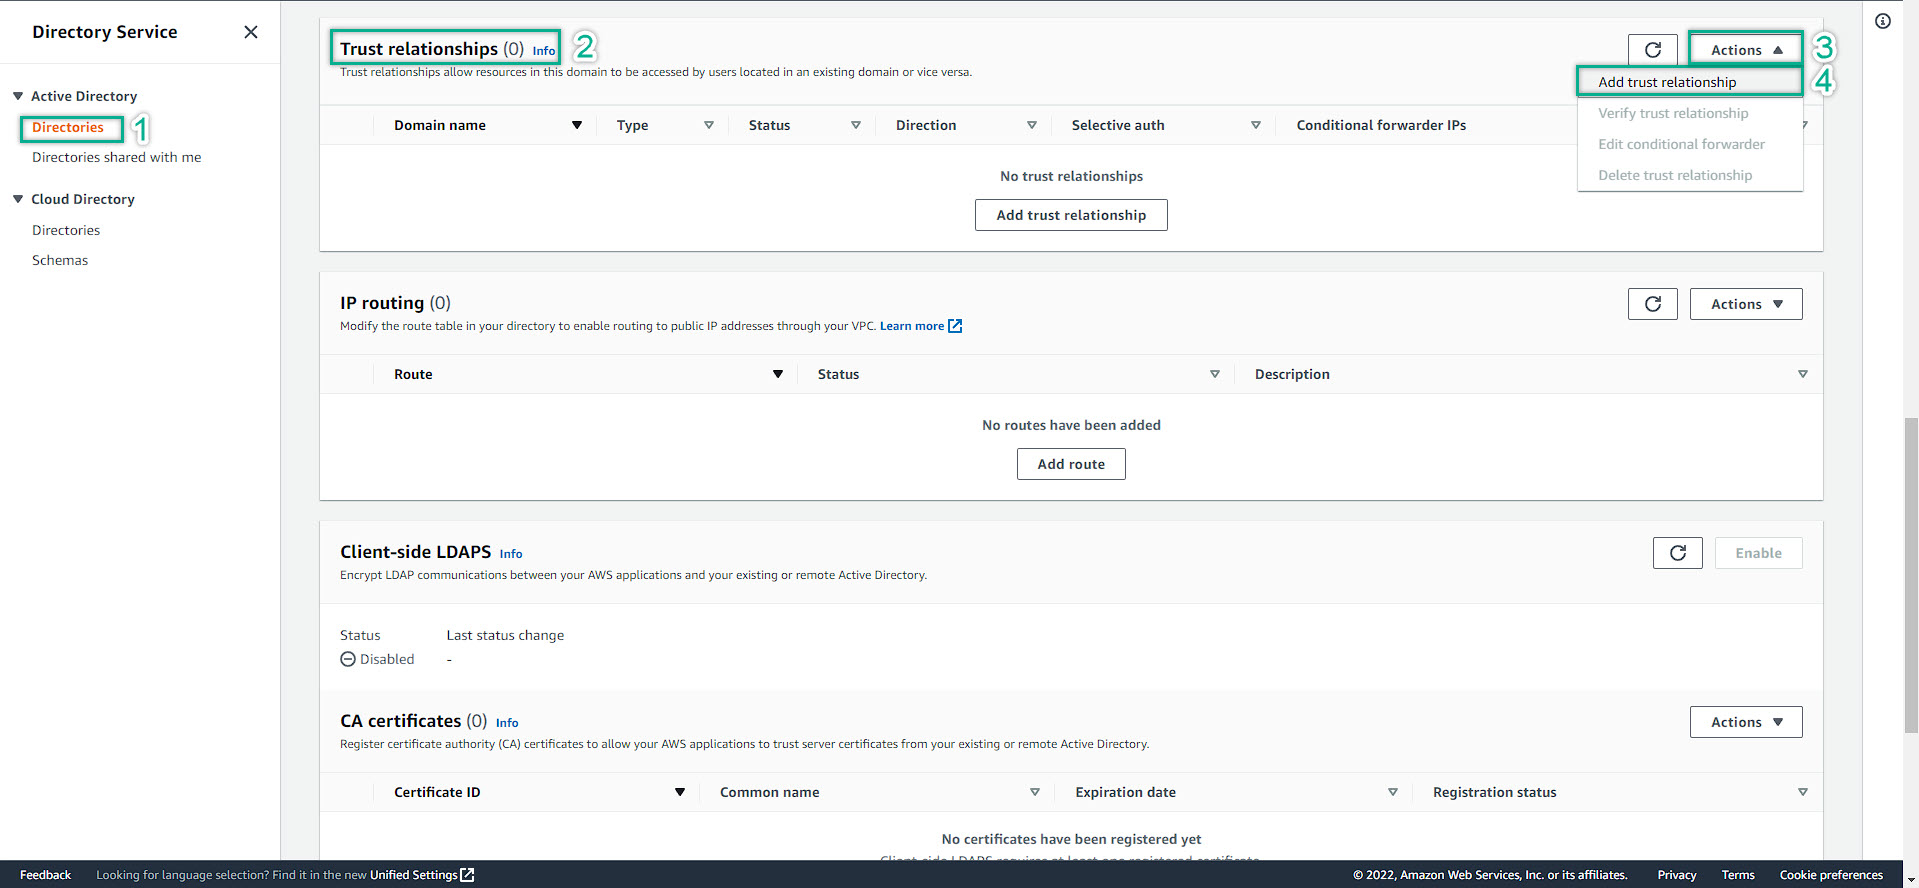 Directory Service
Active Directory
Directories 1
Directories shared with me
Cloud Directory
Directories
Schemas
Trust relationships (0) Info 2
Trust relationships allow resources in this domain to be accessed by users located in an existing domain or vice versa.
Actions 3
Add trust relationship 4
Verify trust relationship
Edit conditional forwarder
Delete trust relationship
Domain name Type Status Direction Selective auth Conditional forwarder IPs
No trust relationships
Add trust relationship
IP routing (0)
Modify the route table in your directory to enable routing to public IP addresses through your VPC. Learn more
Actions
Route Status Description
No routes have been added
Add route
Client-side LDAPS Info
Encrypt LDAP communications between your AWS applications and your existing or remote Active Directory.
Enable
Status Last status change
Disabled -
CA certificates (0) Info
Register certificate authority (CA) certificates to allow your AWS applications to trust server certificates from your existing or remote Active Directory.
Actions
Certificate ID Common name Expiration date Registration status
No certificates have been registered yet
Client-side LDAPS requires at least one registered certificate
Feedback Looking for language selection? Find it in the new Unified Settings © 2022, Amazon Web Services, Inc. or its affiliates. Privacy Terms Cookie preferences